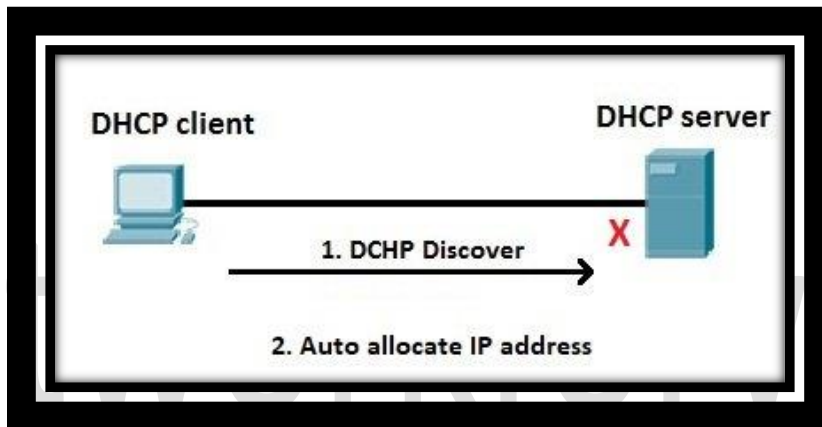 DHCP client
DHCP server
X
1. DCHP Discover
2. Auto allocate IP address